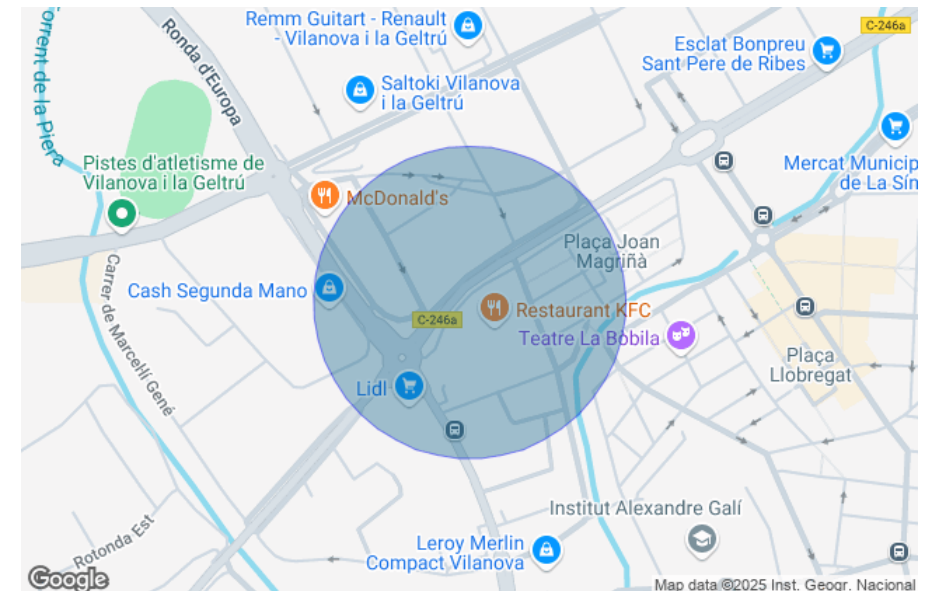 Remm Guitart - Renault
- Vilanova i la Geltrú
C-246a
Ronda d'Europa
Esclat Bonpreu
Sant Pere de Ribes
Saltoki Vilanova
i la Geltrú
Torrent de la Piera
Pistes d'atletisme de
Vilanova i la Geltrú
Mercat Municip
de La Sín
McDonald's
Plaça Joan
Magriñà
Cash Segunda Mano
Restaurant KFC
C-246a
Teatre La Bòbila
Carrer de Marcel·lí Gené
Plaça
Llobregat
Lidl
Institut Alexandre Galí
Rotonda Est
Leroy Merlin
Compact Vilanova
Google
Map data ©2025 Inst. Geogr. Nacional